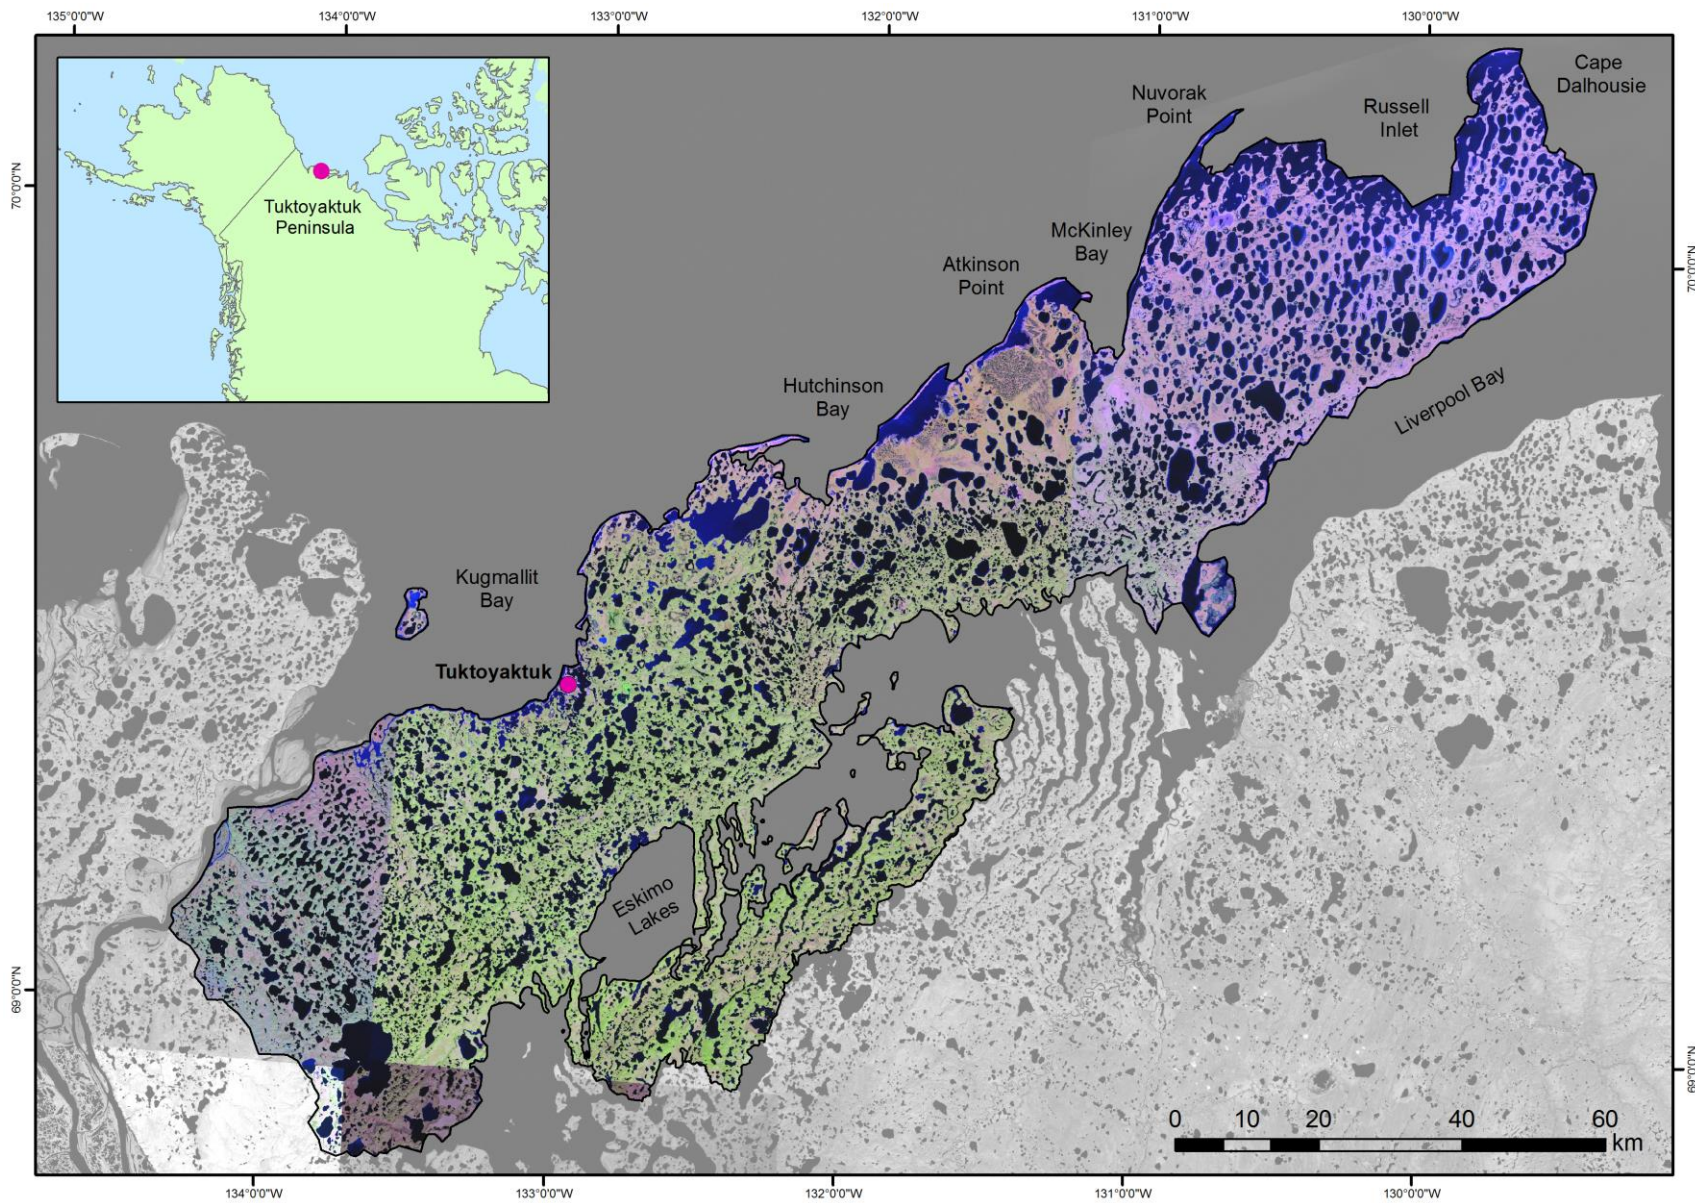 135°0'0"W
134°0'0"W
133°0'0"W
132°0'0"W
131°0'0"W
130°0'0"W
Cape
Dalhousie
Nuvorak
Point
Russell
Inlet
70°0'0"N
Tuktoyaktuk
Peninsula
McKinley
Bay
Atkinson
Point
70°0'0"N
Hutchinson
Bay
Liverpool Bay
Kugmallit
Bay
Tuktoyaktuk
Eskimo
Lakes
69°0'0"N
69°0'0"N
0 10 20 40 60
km
134°0'0"W
133°0'0"W
132°0'0"W
131°0'0"W
130°0'0"W